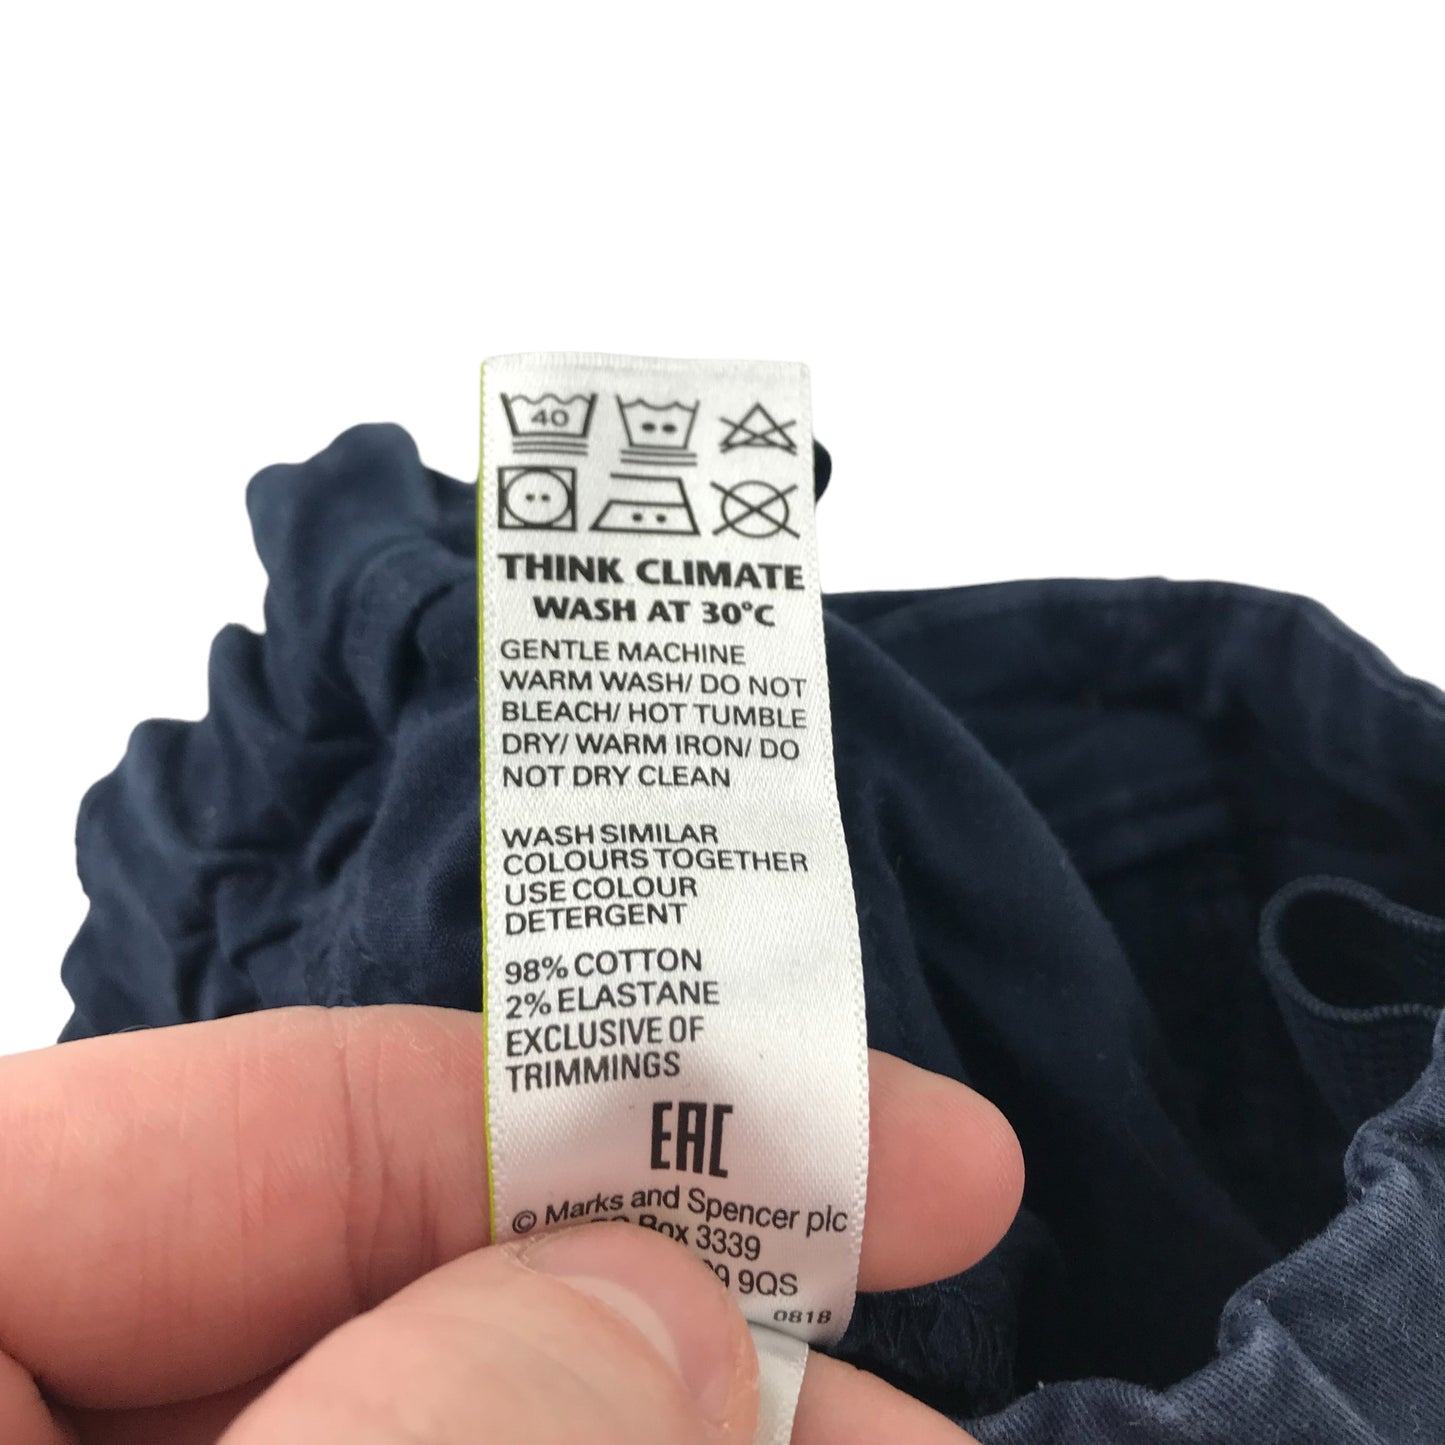 40
THINK CLIMATE
WASH AT 30°C
GENTLE MACHINE
WARM WASH/ DO NOT
BLEACH/ HOT TUMBLE
DRY/ WARM IRON/ DO
NOT DRY CLEAN
WASH SIMILAR
COLOURS TOGETHER
USE COLOUR
DETERGENT
98% COTTON
2% ELASTANE
EXCLUSIVE OF
TRIMMINGS
EAC
© Marks and Spencer plc
Box 3339
9QS
0818